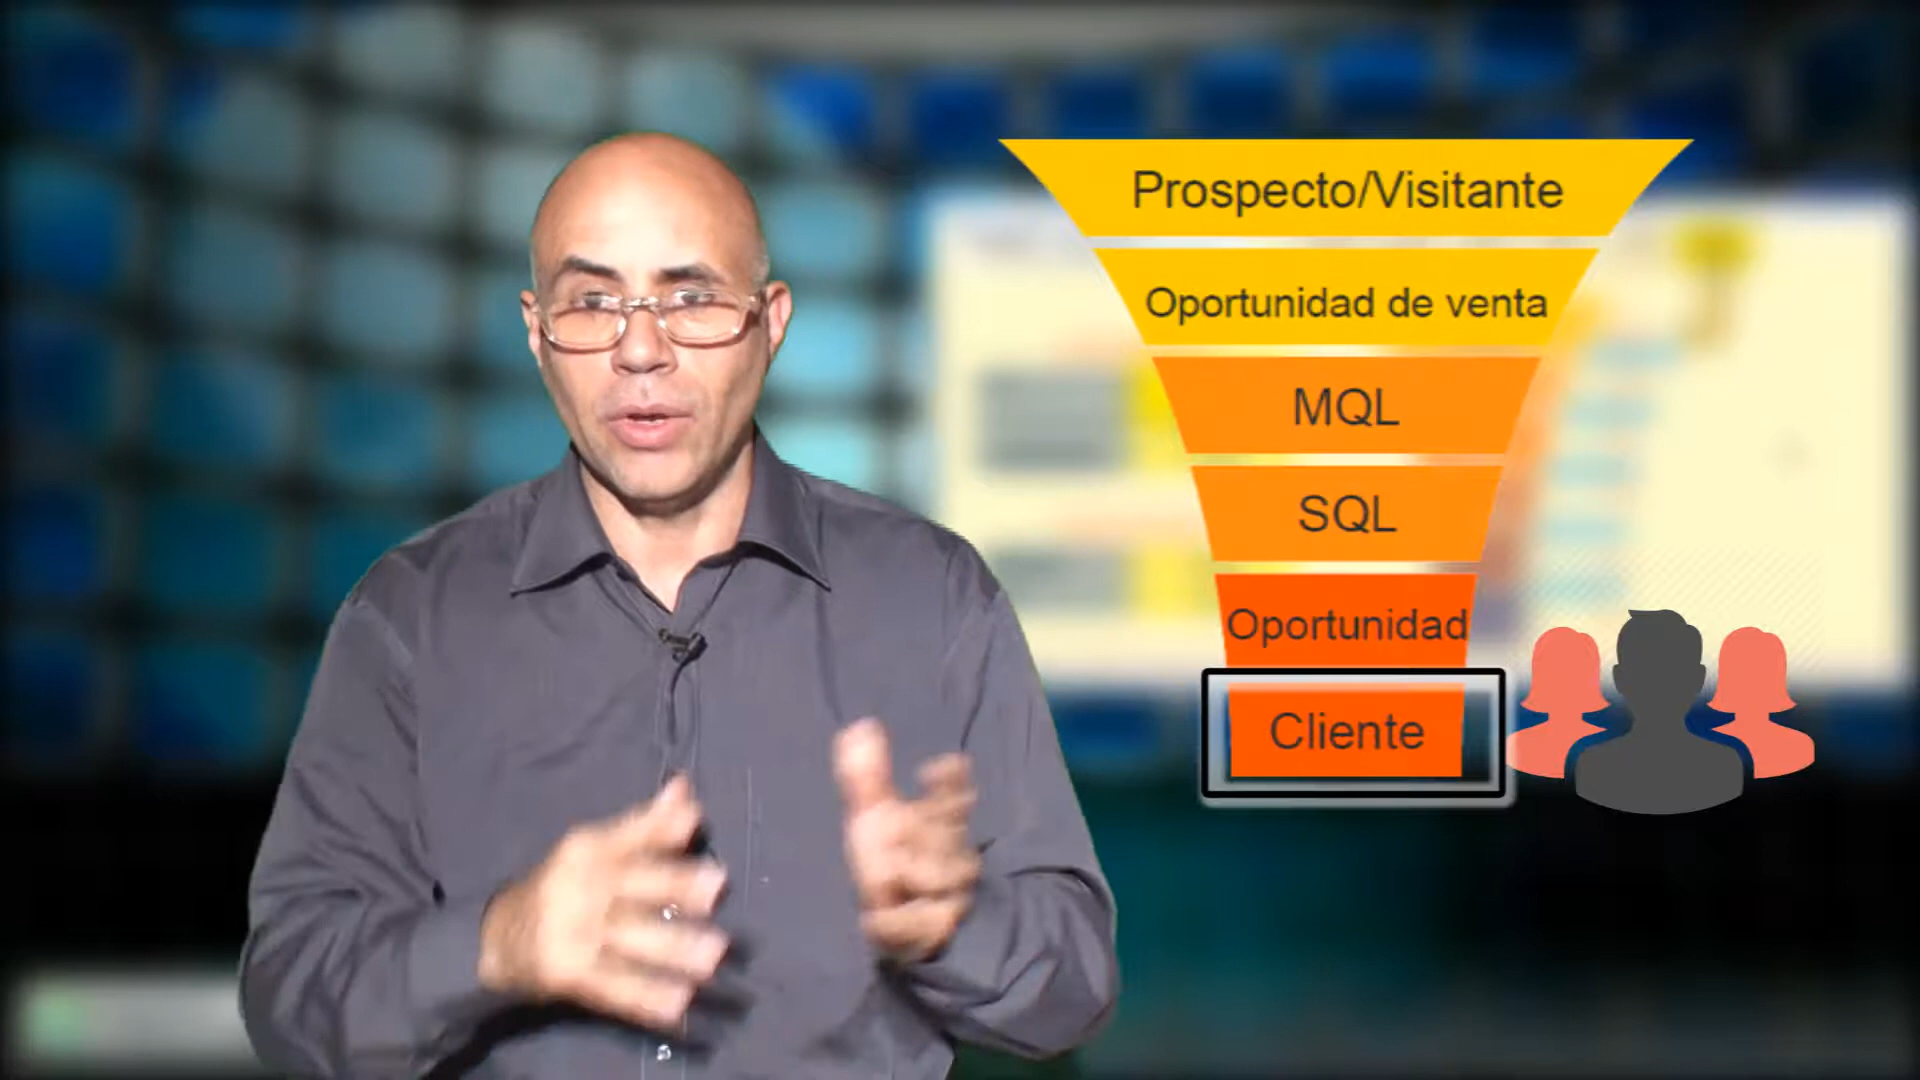 Prospecto/Visitante
Oportunidad de venta
MQL
SQL
Oportunidad
Cliente